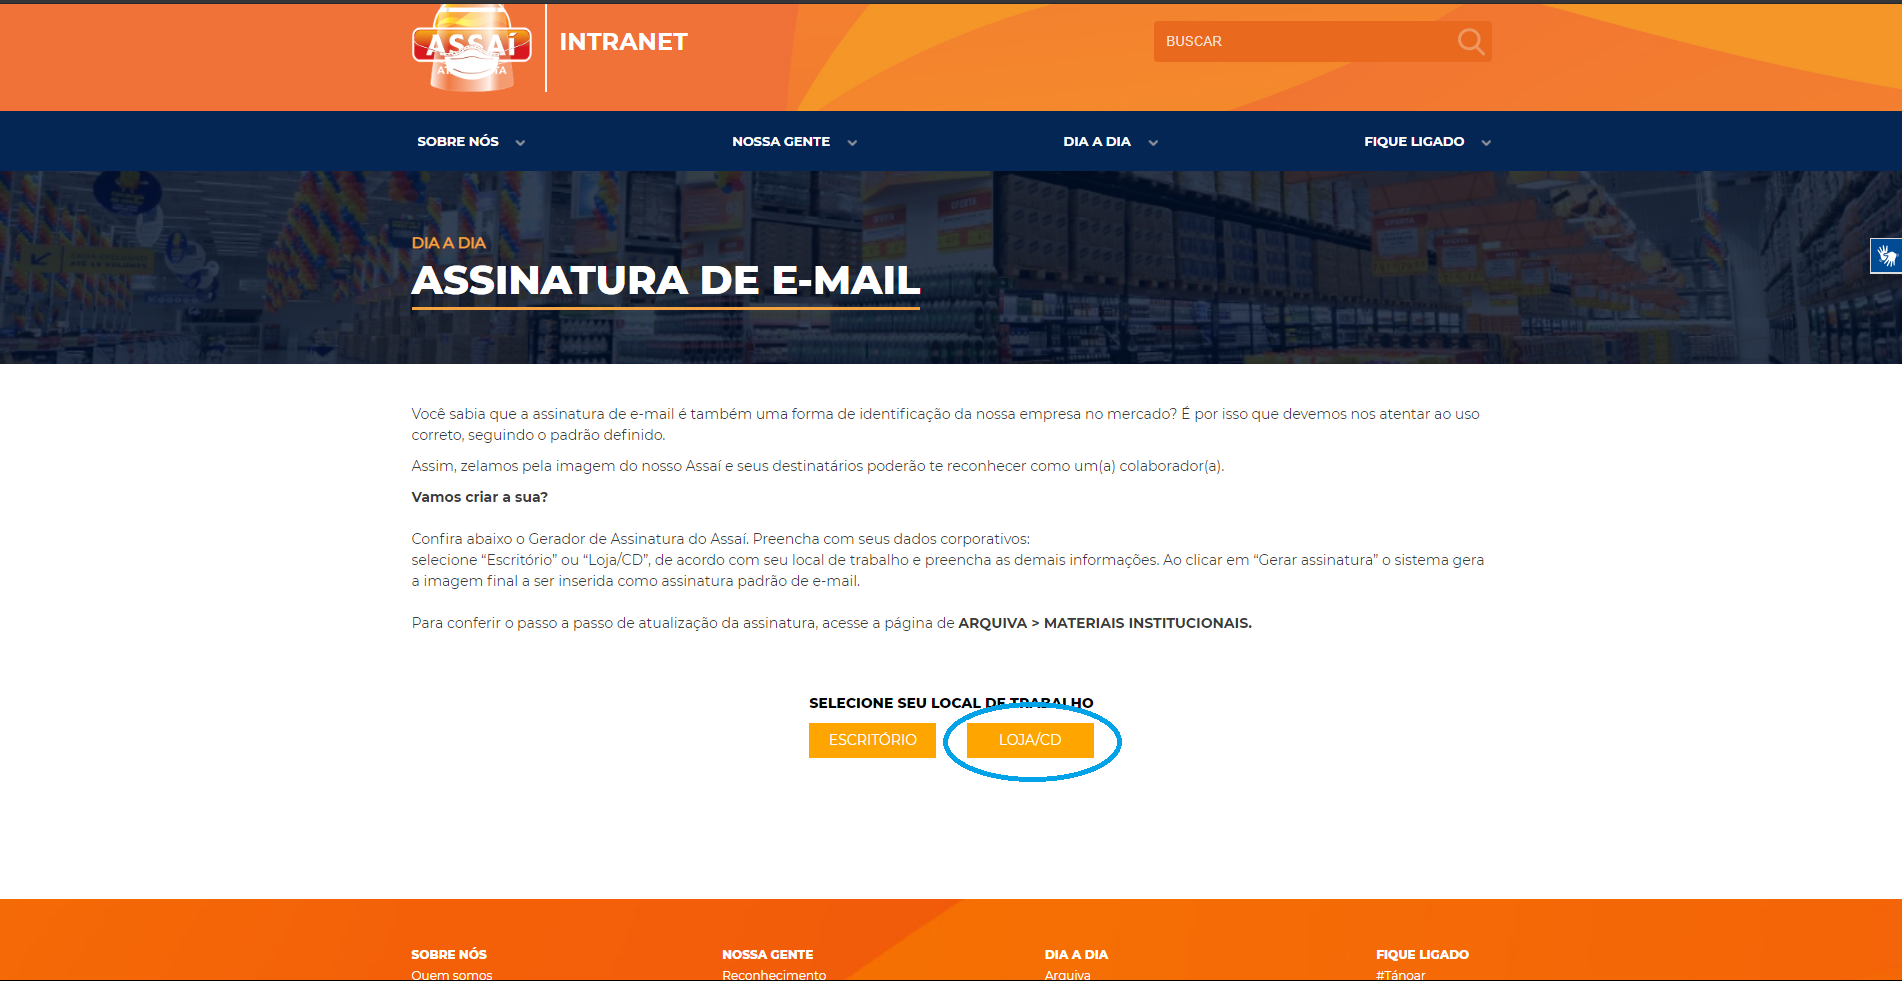 ASSAÍ
INTRANET
BUSCAR
SOBRE NÓS
NOSSA GENTE
DIA A DIA
FIQUE LIGADO
DIA A DIA
ASSINATURA DE E-MAIL
Você sabia que a assinatura de e-mail é também uma forma de identificação da nossa empresa no mercado? É por isso que devemos nos atentar ao uso
correto, seguindo o padrão definido.
Assim, zelamos pela imagem do nosso Assaí e seus destinatários poderão te reconhecer como um(a) colaborador(a).
Vamos criar a sua?
Confira abaixo o Gerador de Assinatura do Assaí. Preencha com seus dados corporativos:
selecione “Escritório” ou “Loja/CD”, de acordo com seu local de trabalho e preencha as demais informações. Ao clicar em “Gerar assinatura” o sistema gera
a imagem final a ser inserida como assinatura padrão de e-mail.
Para conferir o passo a passo de atualização da assinatura, acesse a página de ARQUIVA > MATERIAIS INSTITUCIONAIS.
SELECIONE SEU LOCAL DE TRABALHO
ESCRITÓRIO
LOJA/CD
SOBRE NÓS
Quem somos
NOSSA GENTE
Reconhecimento
DIA A DIA
Arquiva
FIQUE LIGADO
#Tánoar